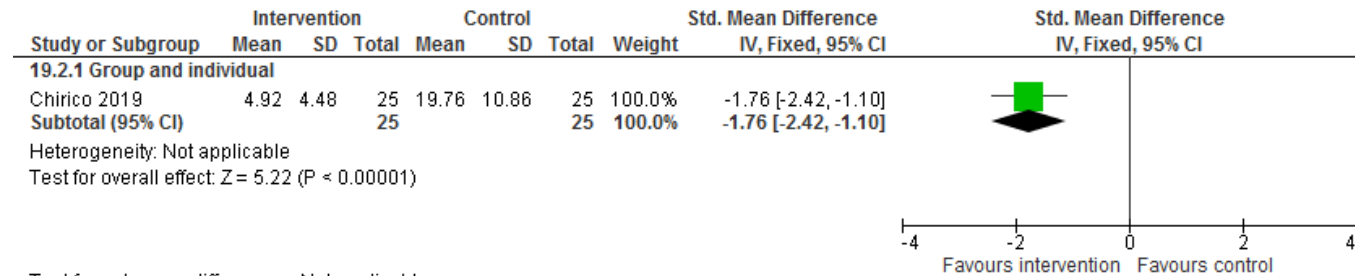 Intervention Control Std. Mean Difference Std. Mean Difference
Study or Subgroup Mean SD Total Mean SD Total Weight IV, Fixed, 95% CI IV, Fixed, 95% CI
19.2.1 Group and individual
Chirico 2019 4.92 4.48 25 19.76 10.86 25 100.0% -1.76 [-2.42, -1.10]
Subtotal (95% CI) 25 25 100.0% -1.76 [-2.42, -1.10]
Heterogeneity: Not applicable
Test for overall effect: Z = 5.22 (P < 0.00001)
-4 -2 0 2 4
Favours intervention Favours control